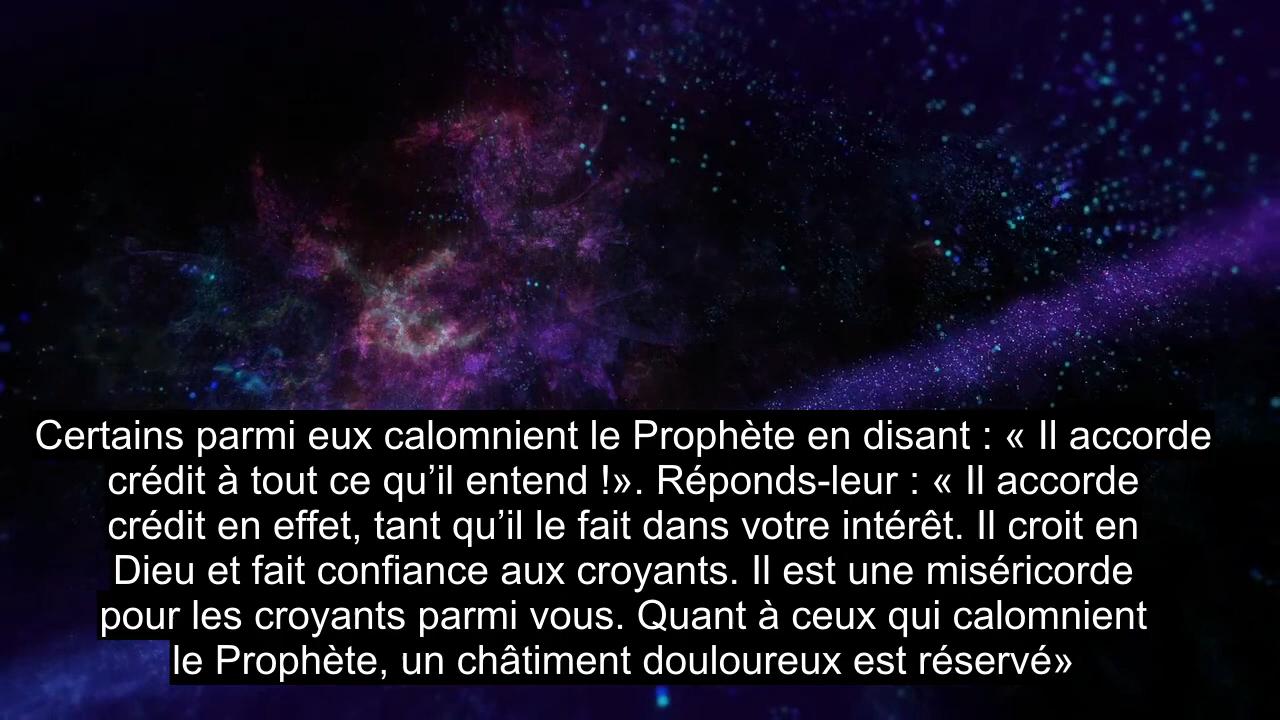 Certains parmi eux calomnient le Prophète en disant : « Il accorde
crédit à tout ce qu’il entend !». Réponds-leur : « Il accorde
crédit en effet, tant qu’il le fait dans votre intérêt. Il croit en
Dieu et fait confiance aux croyants. Il est une miséricorde
pour les croyants parmi vous. Quant à ceux qui calomnient
le Prophète, un châtiment douloureux est réservé»